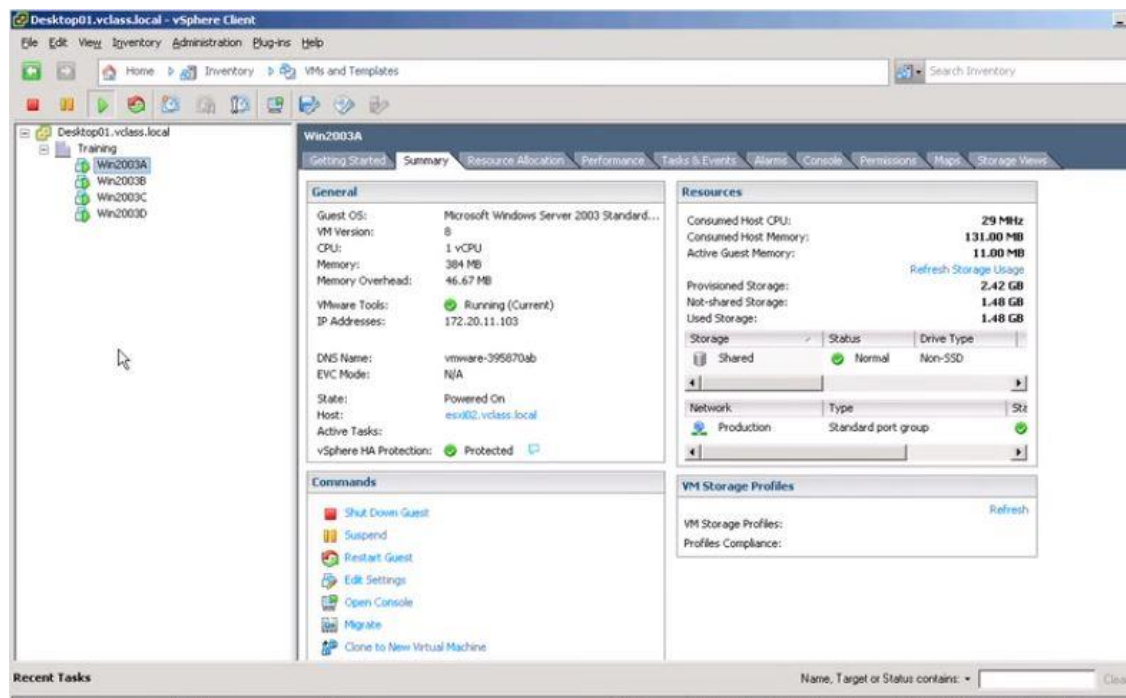 Desktop01.vclass.local - vSphere Client
File Edit View Inventory Administration Plug-ins Help
Home Inventory VMs and Templates
Search Inventory
Desktop01.vclass.local
Training
Win2003A
Win2003B
Win2003C
Win2003D
Win2003A
Getting Started Summary Resource Allocation Performance Tasks & Events Alarms Console Permissions Maps Storage Views
General
Guest OS: Microsoft Windows Server 2003 Standard...
VM Version: 8
CPU: 1 vCPU
Memory: 384 MB
Memory Overhead: 46.67 MB
VMware Tools: Running (Current)
IP Addresses: 172.20.11.103
DNS Name: vmware-395870ab
EVC Mode: N/A
State: Powered On
Host: esxi02.vclass.local
Active Tasks:
vSphere HA Protection: Protected
Commands
Shut Down Guest
Suspend
Restart Guest
Edit Settings
Open Console
Migrate
Clone to New Virtual Machine
Resources
Consumed Host CPU: 29 MHz
Consumed Host Memory: 131.00 MB
Active Guest Memory: 11.00 MB
Refresh Storage Usage
Provisioned Storage: 2.42 GB
Not-shared Storage: 1.48 GB
Used Storage: 1.48 GB
Storage Status Drive Type
Shared Normal Non-SSD
Network Type Sta
Production Standard port group
VM Storage Profiles
Refresh
VM Storage Profiles:
Profiles Compliance:
Recent Tasks
Name, Target or Status contains:
Clea